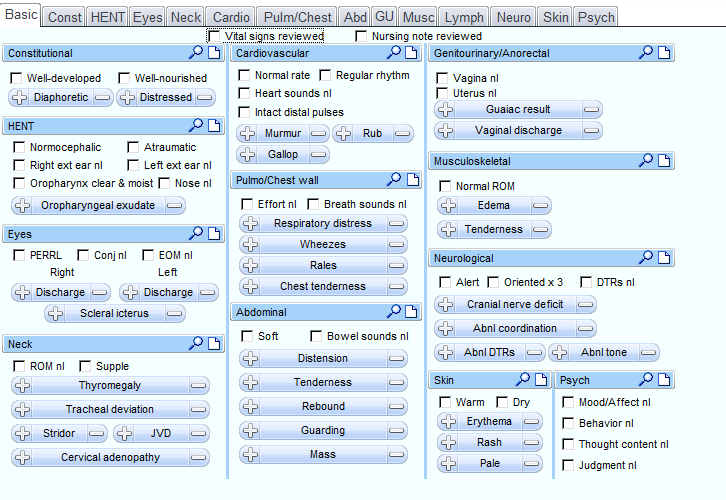 Basic Const HENT Eyes Neck Cardio Pulm/Chest Abd GU Musc Lymph Neuro Skin Psych
Vital signs reviewed Nursing note reviewed
Constitutional
Well-developed Well-nourished
Diaphoretic Distressed
HENT
Normocephalic Atraumatic
Right ext ear nl Left ext ear nl
Oropharynx clear & moist Nose nl
Oropharyngeal exudate
Eyes
PERRL Conj nl EOM nl
Right Left
Discharge Discharge
Scleral icterus
Neck
ROM nl Supple
Thyromegaly
Tracheal deviation
Stridor JVD
Cervical adenopathy
Cardiovascular
Normal rate Regular rhythm
Heart sounds nl
Intact distal pulses
Murmur Rub
Gallop
Pulmo/Chest wall
Effort nl Breath sounds nl
Respiratory distress
Wheezes
Rales
Chest tenderness
Abdominal
Soft Bowel sounds nl
Distension
Tenderness
Rebound
Guarding
Mass
Genitourinary/Anorectal
Vagina nl
Uterus nl
Guaiac result
Vaginal discharge
Musculoskeletal
Normal ROM
Edema
Tenderness
Neurological
Alert Oriented x 3 DTRs nl
Cranial nerve deficit
Abnl coordination
Abnl DTRs Abnl tone
Skin
Warm Dry
Erythema
Rash
Pale
Psych
Mood/Affect nl
Behavior nl
Thought content nl
Judgment nl